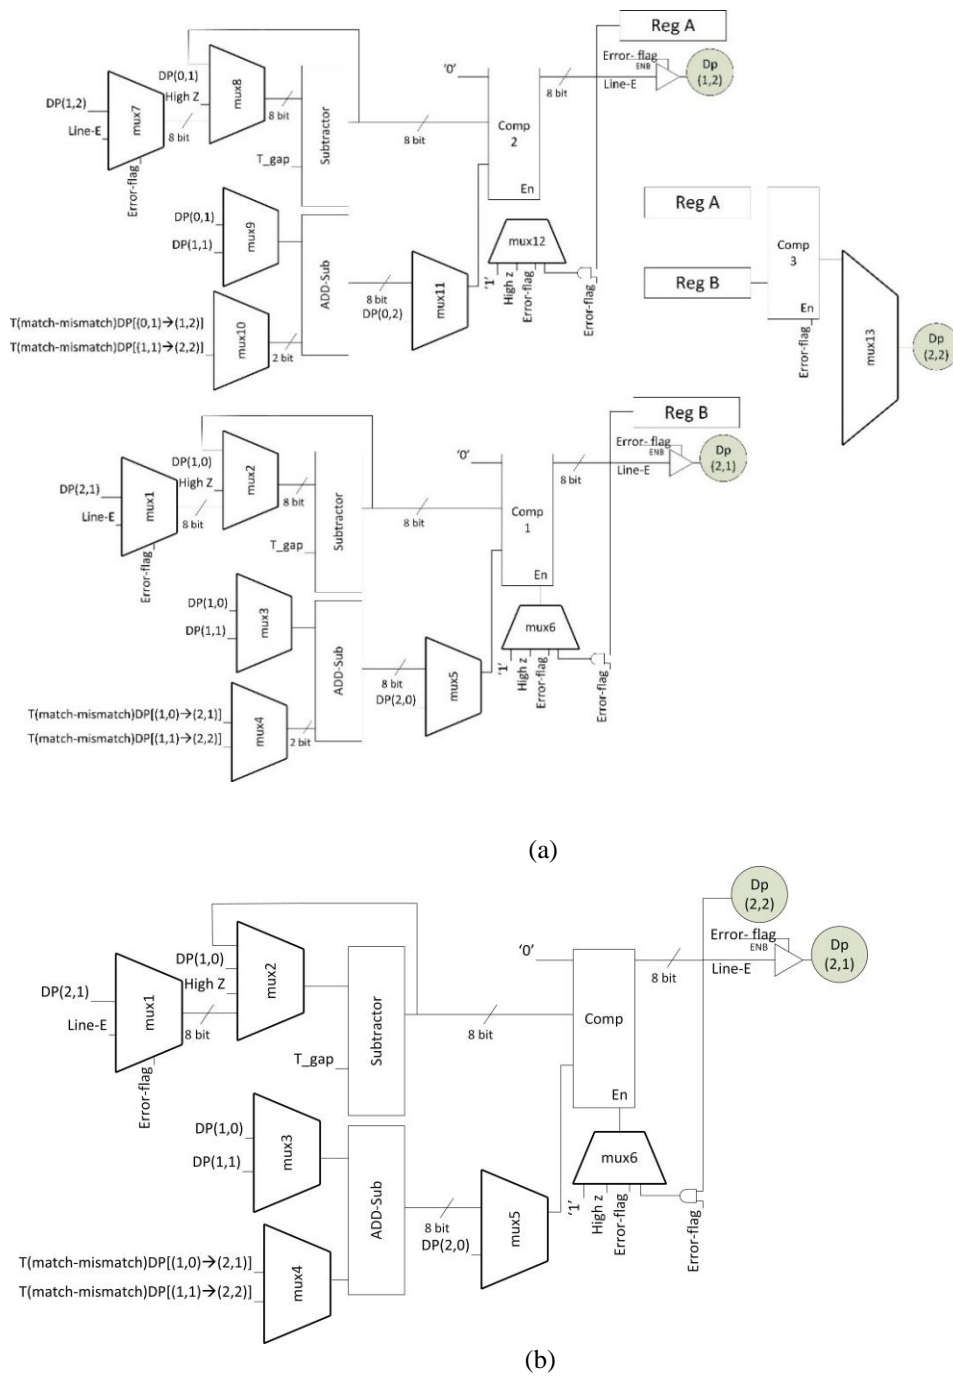 Reg A
Error- flag
ENB
Dp
(1,2)
'0'
8 bit
Line-E
DP(0,1)
High Z
mux8
DP(1,2)
Line-E
mux7
8 bit
Error-flag
8 bit
Subtractor
T_gap
8 bit
Comp
2
En
DP(0,1)
DP(1,1)
mux9
ADD-Sub
8 bit
DP(0,2)
mux11
mux12
'1'
High z
Error-flag
Error-flag
T(match-mismatch)DP[(0,1)→(1,2)]
T(match-mismatch)DP[(1,1)→(2,2)]
mux10
2 bit
Reg A
Reg B
Comp
3
En
Error-flag
mux13
Dp
(2,2)
Reg B
Error- flag
ENB
Dp
(2,1)
'0'
8 bit
Line-E
DP(1,0)
High Z
mux2
DP(2,1)
Line-E
mux1
8 bit
Error-flag
8 bit
Subtractor
T_gap
8 bit
Comp
1
En
DP(1,0)
DP(1,1)
mux3
ADD-Sub
8 bit
DP(2,0)
mux5
mux6
'1'
High z
Error-flag
Error-flag
T(match-mismatch)DP[(1,0)→(2,1)]
T(match-mismatch)DP[(1,1)→(2,2)]
mux4
2 bit
(a)
Dp
(2,2)
Error- flag
ENB
Dp
(2,1)
'0'
8 bit
Line-E
DP(1,0)
High Z
mux2
DP(2,1)
Line-E
mux1
8 bit
Error-flag
Subtractor
T_gap
8 bit
Comp
En
DP(1,0)
DP(1,1)
mux3
ADD-Sub
8 bit
DP(2,0)
mux5
mux6
'1'
High z
Error-flag
Error-flag
T(match-mismatch)DP[(1,0)→(2,1)]
T(match-mismatch)DP[(1,1)→(2,2)]
mux4
(b)